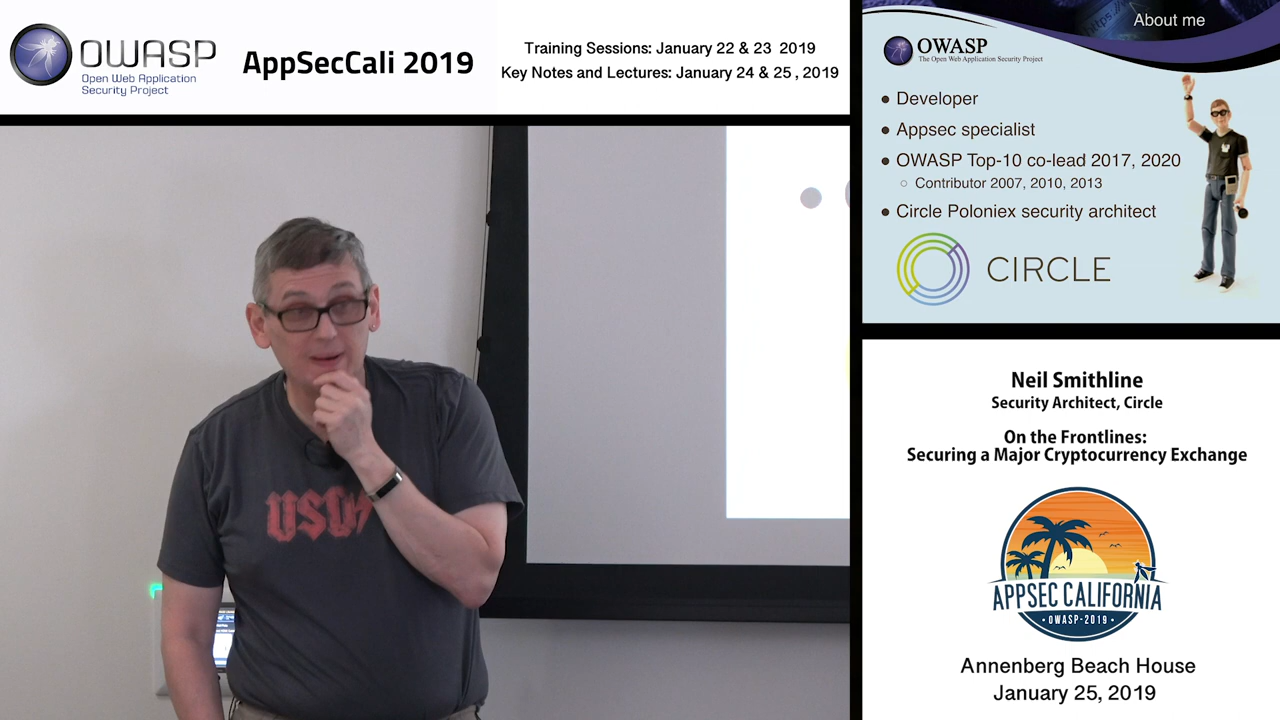 OWASP
Open Web Application
Security Project
AppSecCali 2019
Training Sessions: January 22 & 23 2019
Key Notes and Lectures: January 24 & 25 , 2019
About me
OWASP
The Open Web Application Security Project
• Developer
• Appsec specialist
• OWASP Top-10 co-lead 2017, 2020
○ Contributor 2007, 2010, 2013
• Circle Poloniex security architect
CIRCLE
Neil Smithline
Security Architect, Circle
On the Frontlines:
Securing a Major Cryptocurrency Exchange
APPSEC CALIFORNIA
• OWASP-2019 •
Annenberg Beach House
January 25, 2019